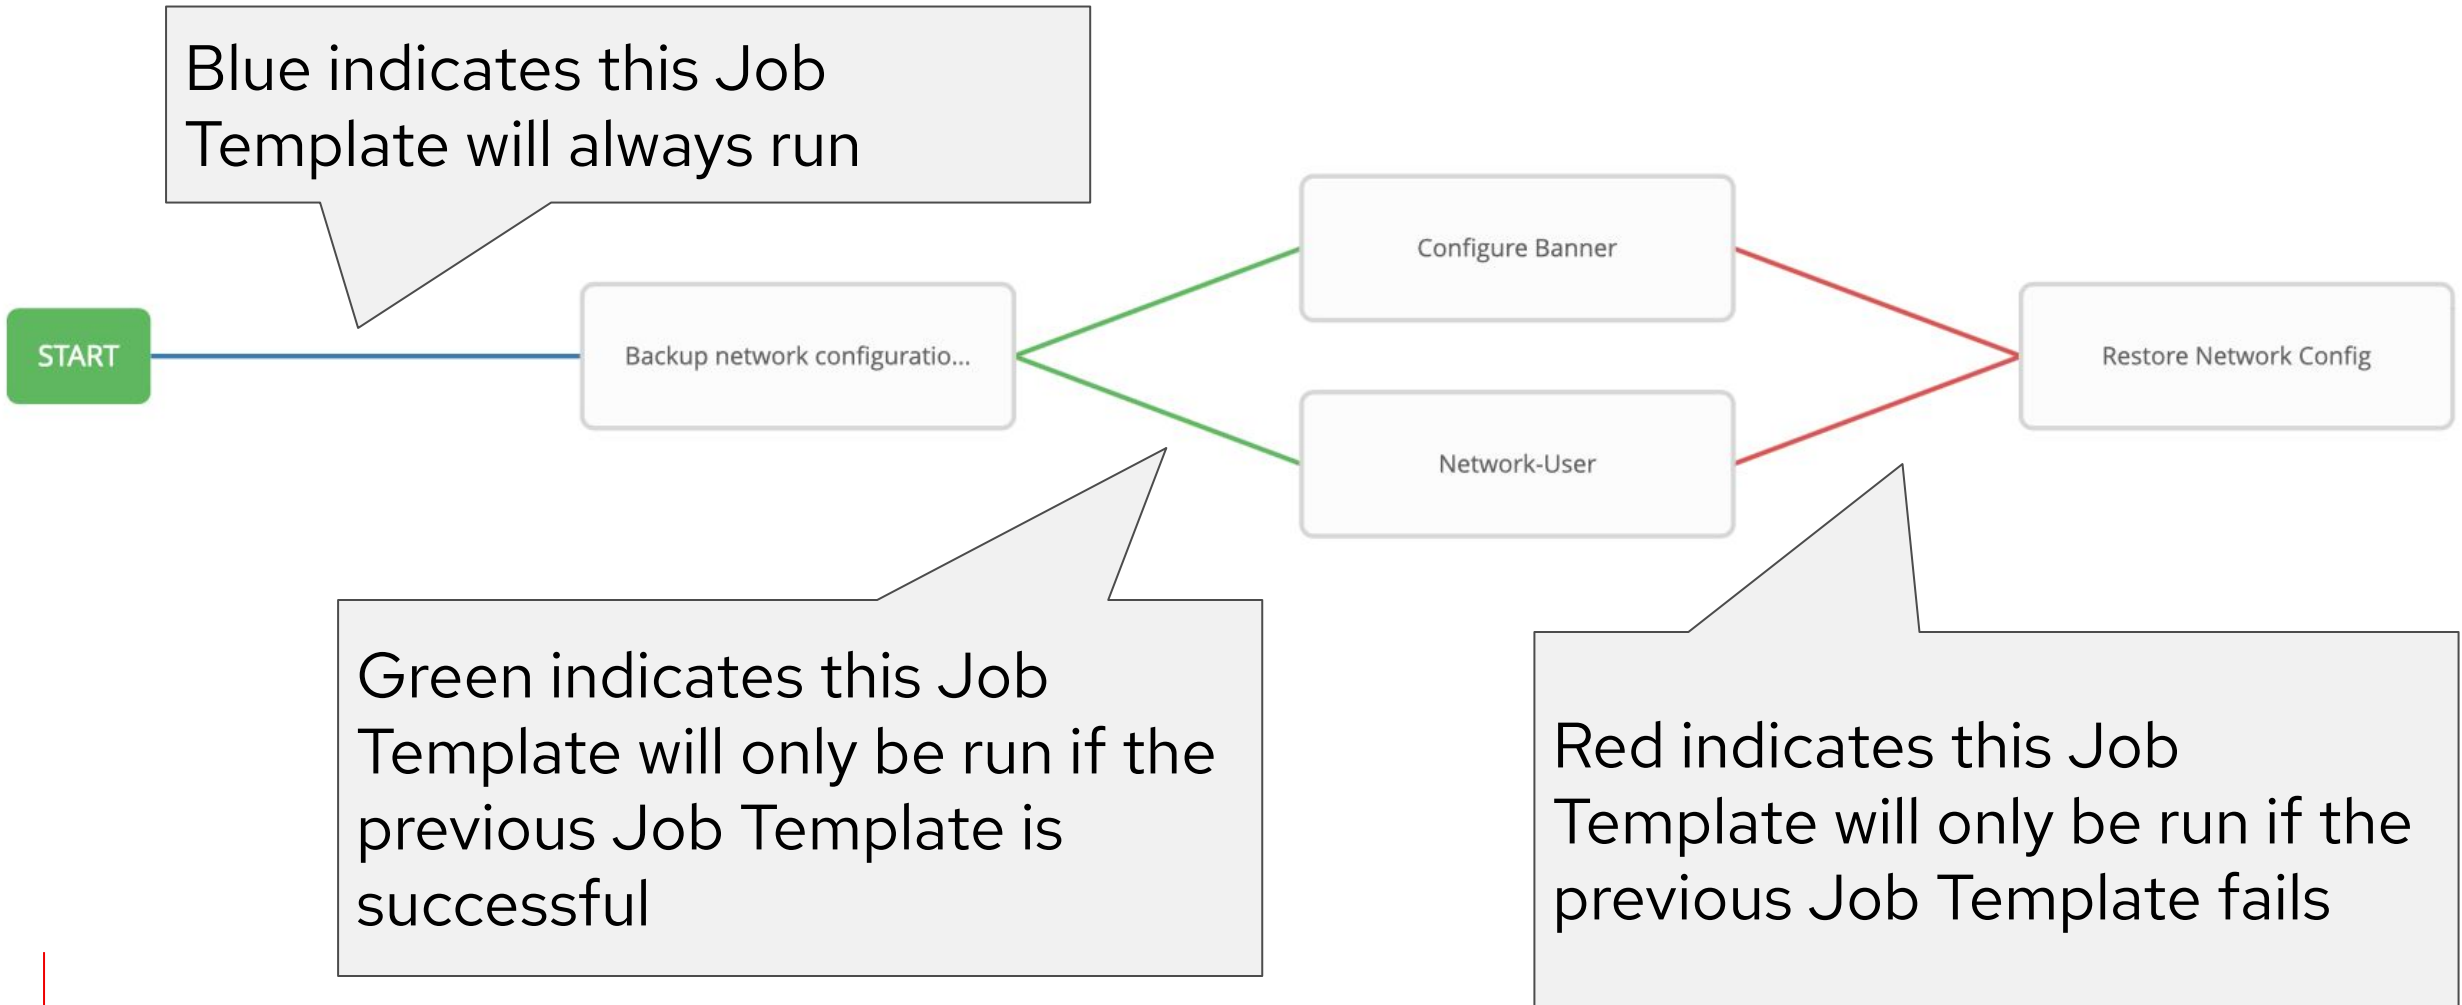 Blue indicates this Job
Template will always run
START
Backup network configuratio...
Configure Banner
Network-User
Restore Network Config
Green indicates this Job
Template will only be run if the
previous Job Template is
successful
Red indicates this Job
Template will only be run if the
previous Job Template fails